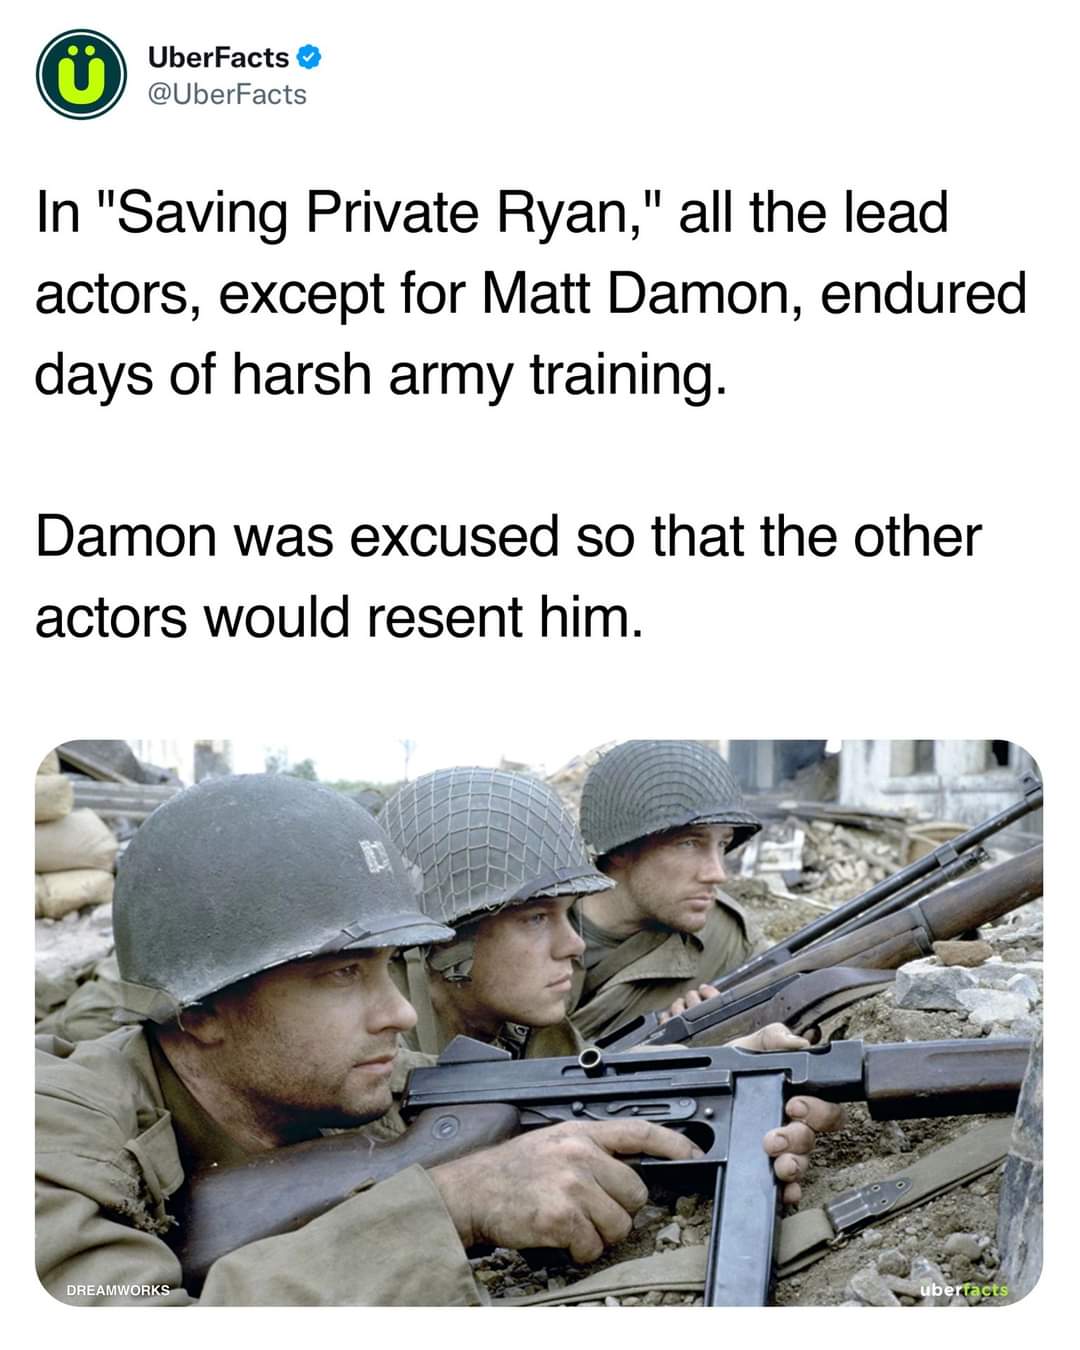 UberFacts
@UberFacts
In "Saving Private Ryan," all the lead
actors, except for Matt Damon, endured
days of harsh army training.
Damon was excused so that the other
actors would resent him.
DREAMWORKS
uberfacts